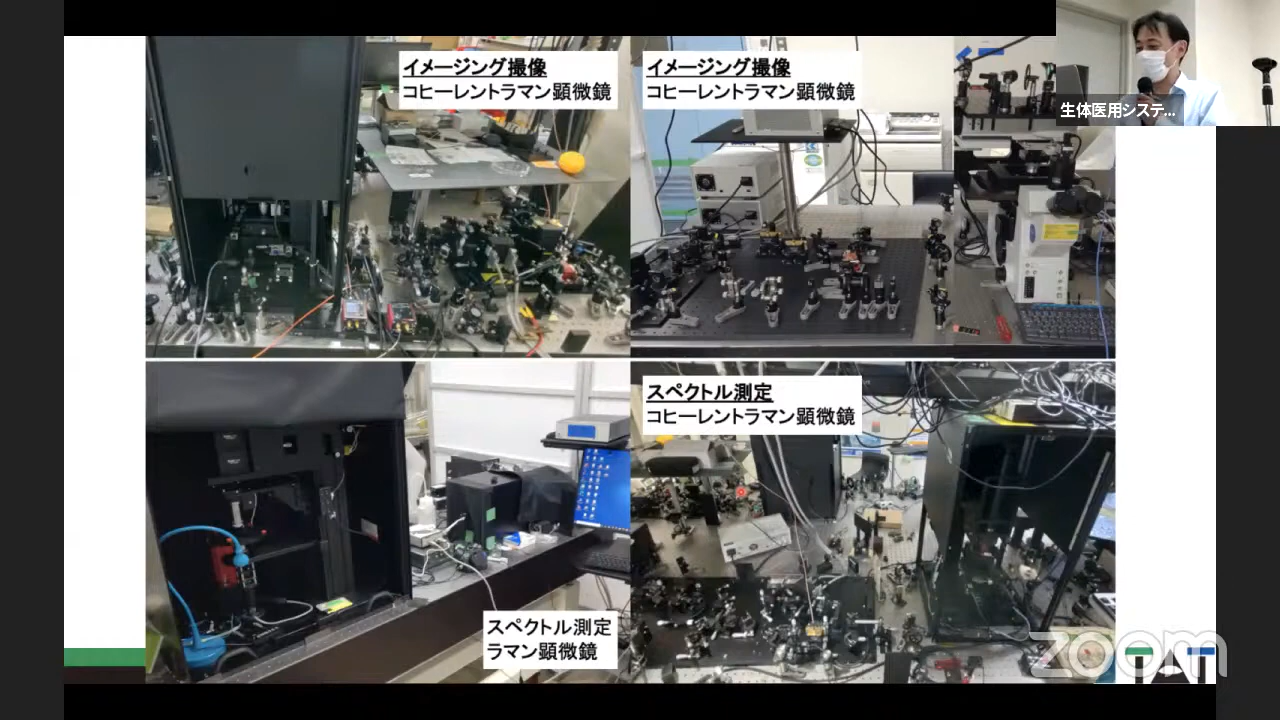 イメージング撮像
コヒーレントラマン顕微鏡
イメージング撮像
コヒーレントラマン顕微鏡
生体医用システ...
スペクトル測定
コヒーレントラマン顕微鏡
スペクトル測定
ラマン顕微鏡
zoom